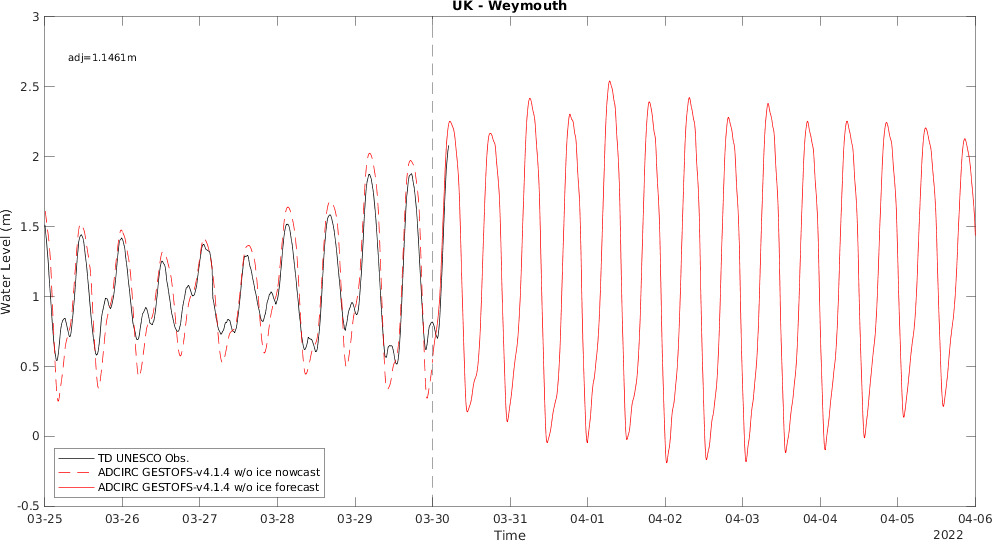 UK - Weymouth
adj=1.1461m
3
2.5
2
1.5
1
0.5
0
-0.5
Water Level (m)
TD UNESCO Obs.
ADCIRC GESTOFS-v4.1.4 w/o ice nowcast
ADCIRC GESTOFS-v4.1.4 w/o ice forecast
03-25 03-26 03-27 03-28 03-29 03-30 03-31 04-01 04-02 04-03 04-04 04-05 04-06
Time
2022